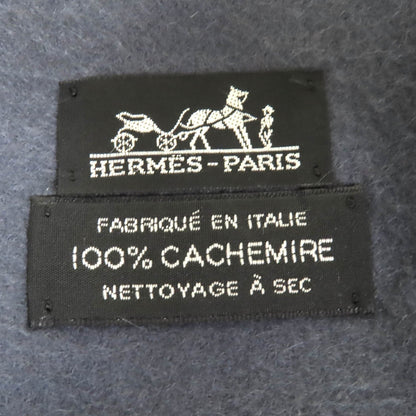 HERMÈS-PARIS
FABRIQUÉ EN ITALIE
100% CACHEMIRE
NETTOYAGE À SEC